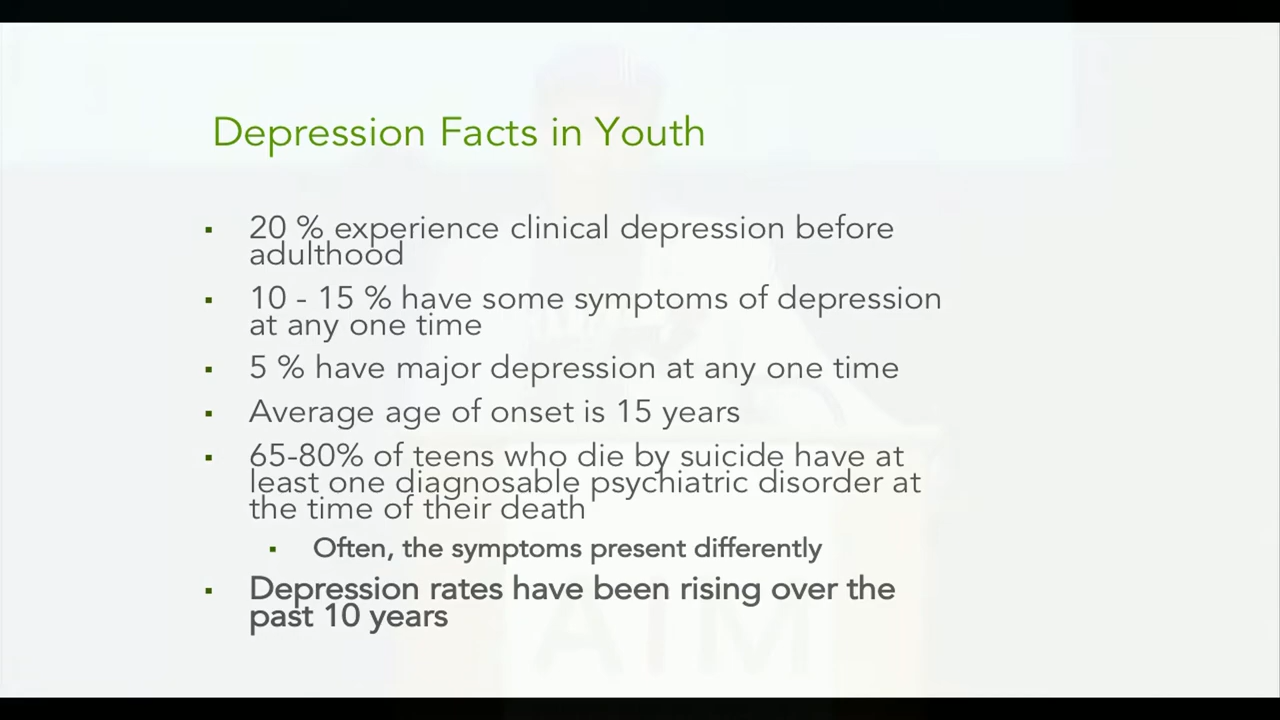 Depression Facts in Youth
▪ 20 % experience clinical depression before
adulthood
▪ 10 - 15 % have some symptoms of depression
at any one time
▪ 5 % have major depression at any one time
▪ Average age of onset is 15 years
▪ 65-80% of teens who die by suicide have at
least one diagnosable psychiatric disorder at
the time of their death
▪ Often, the symptoms present differently
▪ Depression rates have been rising over the
past 10 years
AIM